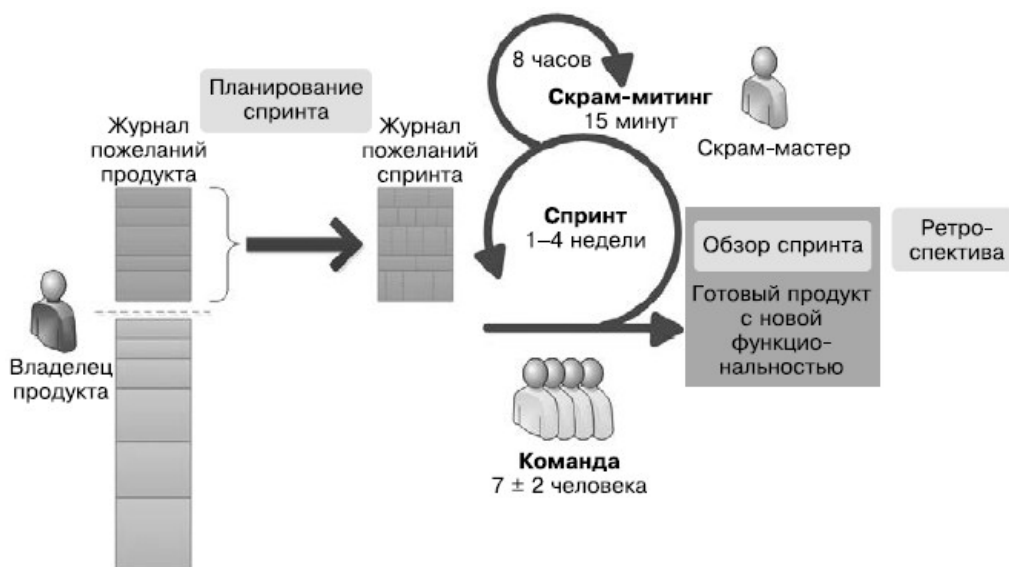 Планирование
спринта
Журнал
пожеланий
продукта
Журнал
пожеланий
спринта
8 часов
Скрам-митинг
15 минут
Скрам-мастер
Спринт
1–4 недели
Обзор спринта
Готовый продукт
с новой
функцио-
нальностью
Ретро-
спектива
Владелец
продукта
Команда
7 ± 2 человека